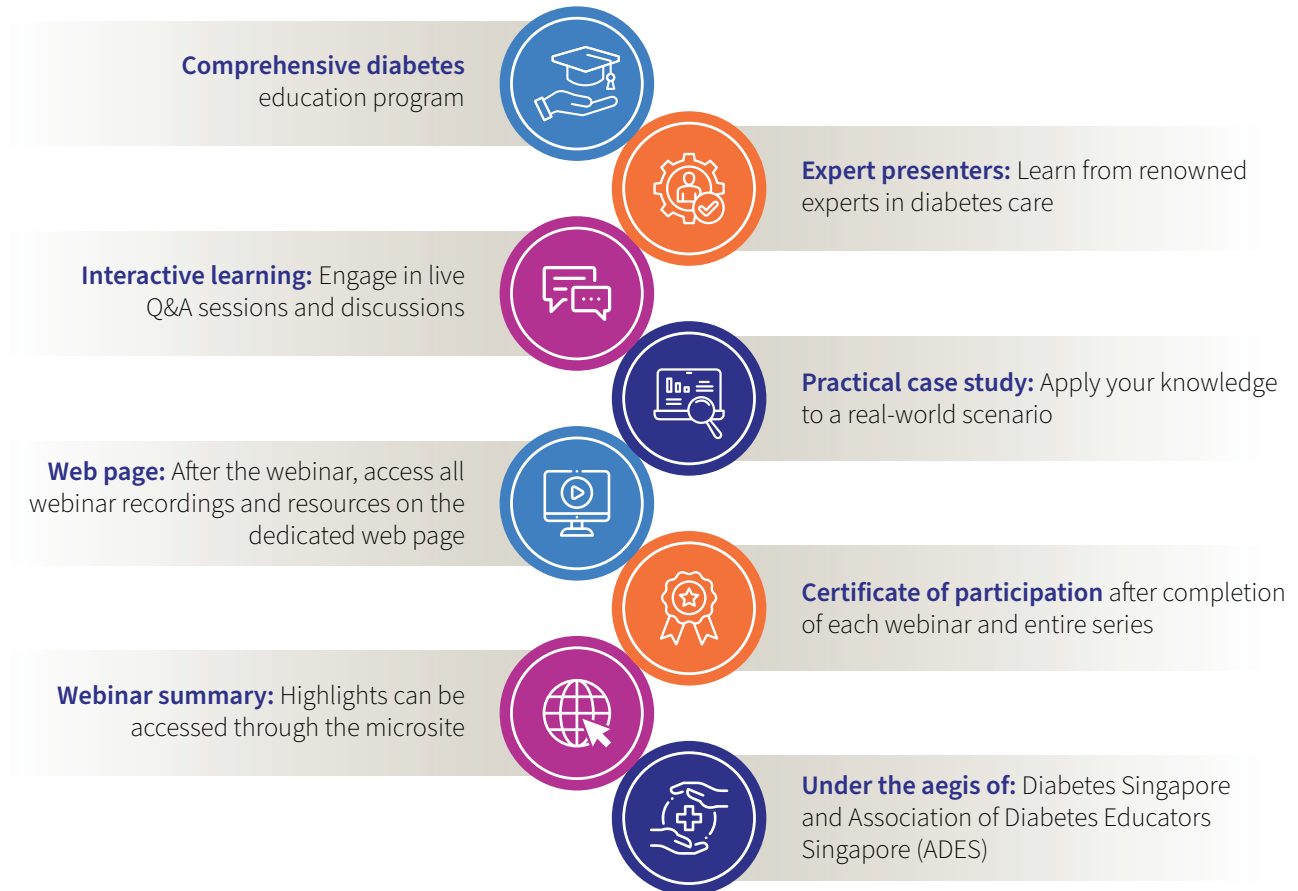 Comprehensive diabetes
education program
Expert presenters: Learn from renowned
experts in diabetes care
Interactive learning: Engage in live
Q&A sessions and discussions
Practical case study: Apply your knowledge
to a real-world scenario
Web page: After the webinar, access all
webinar recordings and resources on the
dedicated web page
Certificate of participation after completion
of each webinar and entire series
Webinar summary: Highlights can be
accessed through the microsite
Under the aegis of: Diabetes Singapore
and Association of Diabetes Educators
Singapore (ADES)